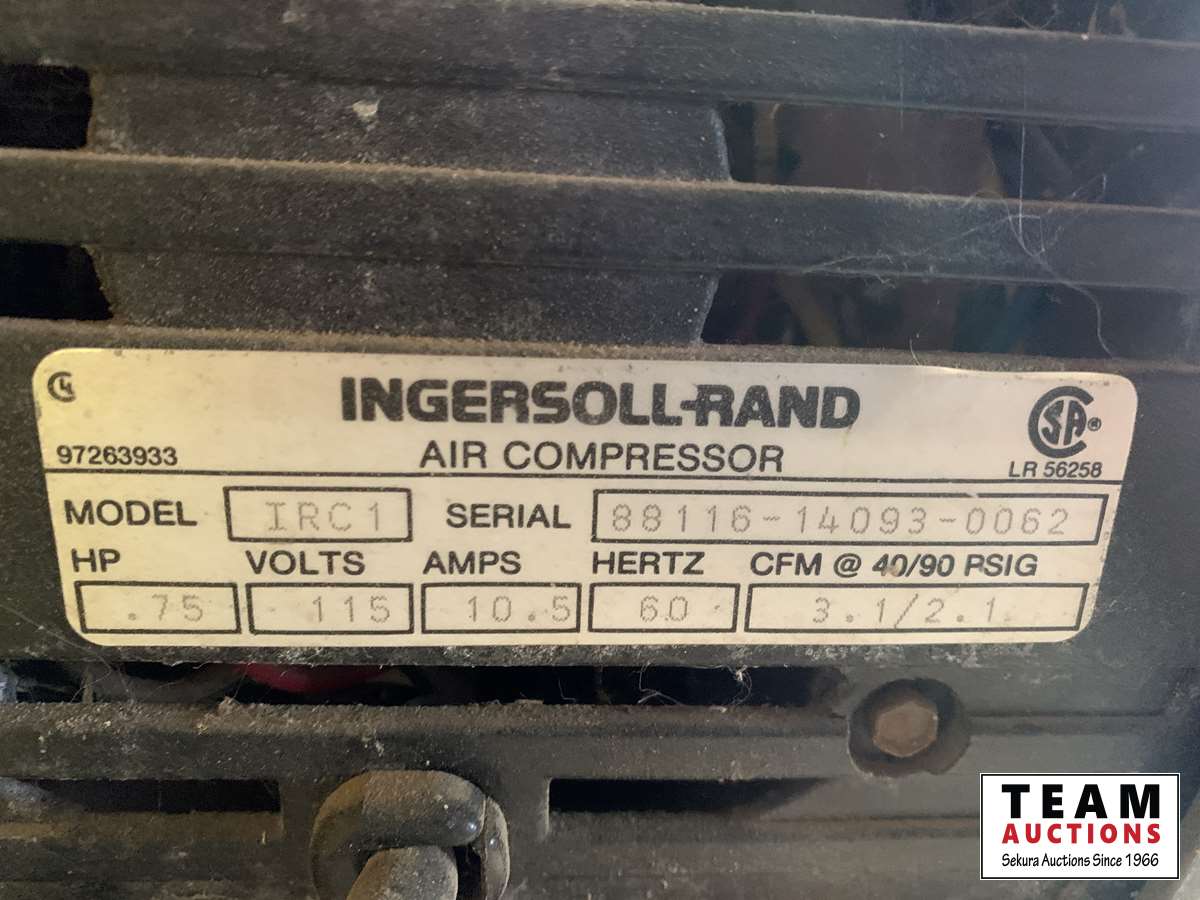 INGERSOLL-RAND
97263933 AIR COMPRESSOR LR 56258
CSA®
MODEL IRC1 SERIAL 88116-14093-0062
HP VOLTS AMPS HERTZ CFM @ 40/90 PSIG
.75 115 10.5 60 3.1/2.1
TEAM
AUCTIONS
Sekura Auctions Since 1966